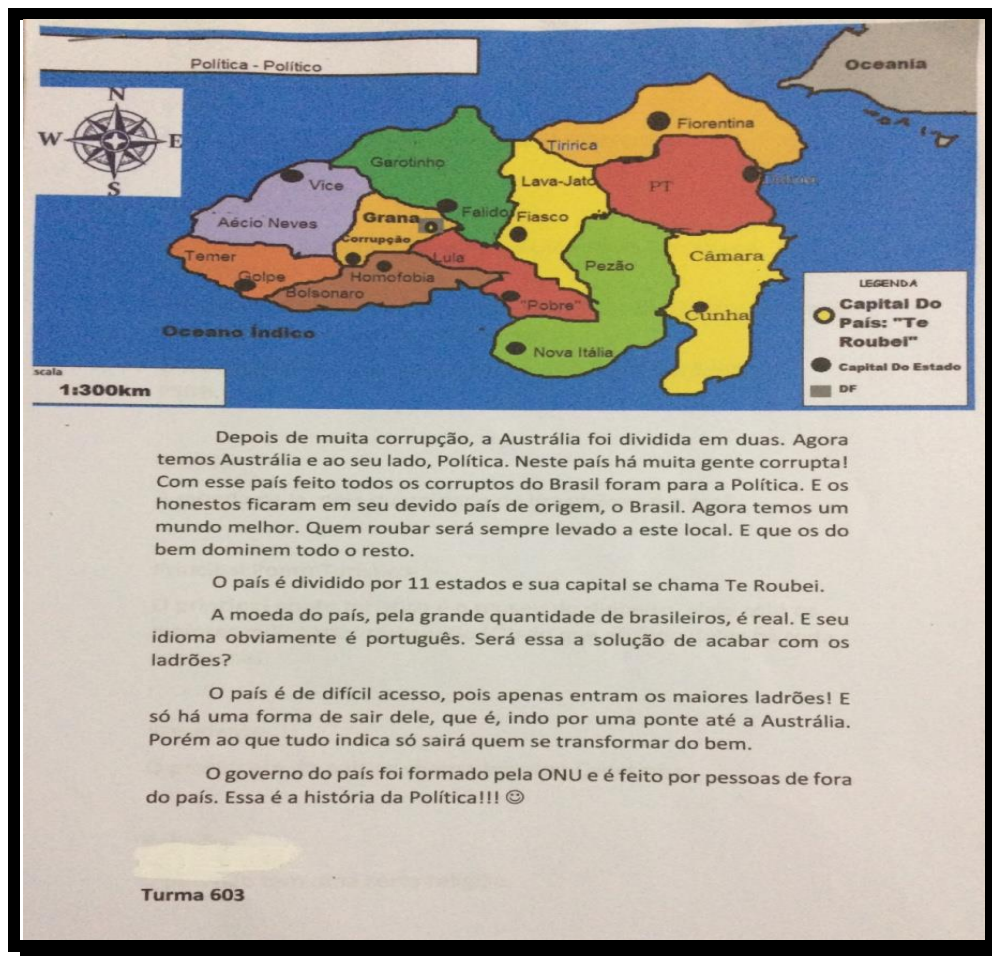 Política - Político
Oceania
N
W
E
S
Fiorentina
Tiririca
Garotinho
Lava-Jato
PT
Vice
Aécio Neves
Grana
Falido
Fiasco
Corrupção
Lula
Pezão
Câmara
Temer
Golpe
Homofobia
Bolsonaro
"Pobre"
Cunha
Oceano Índico
Nova Itália
LEGENDA
Capital Do
País: "Te
Roubei"
Capital Do Estado
DF
scala
1:300km
Depois de muita corrupção, a Austrália foi dividida em duas. Agora
temos Austrália e ao seu lado, Política. Neste país há muita gente corrupta!
Com esse país feito todos os corruptos do Brasil foram para a Política. E os
honestos ficaram em seu devido país de origem, o Brasil. Agora temos um
mundo melhor. Quem roubar será sempre levado a este local. E que os do
bem dominem todo o resto.
O país é dividido por 11 estados e sua capital se chama Te Roubei.
A moeda do país, pela grande quantidade de brasileiros, é real. E seu
idioma obviamente é português. Será essa a solução de acabar com os
ladrões?
O país é de difícil acesso, pois apenas entram os maiores ladrões! E
só há uma forma de sair dele, que é, indo por uma ponte até a Austrália.
Porém ao que tudo indica só sairá quem se transformar do bem.
O governo do país foi formado pela ONU e é feito por pessoas de fora
do país. Essa é a história da Política!!! ☺
Turma 603